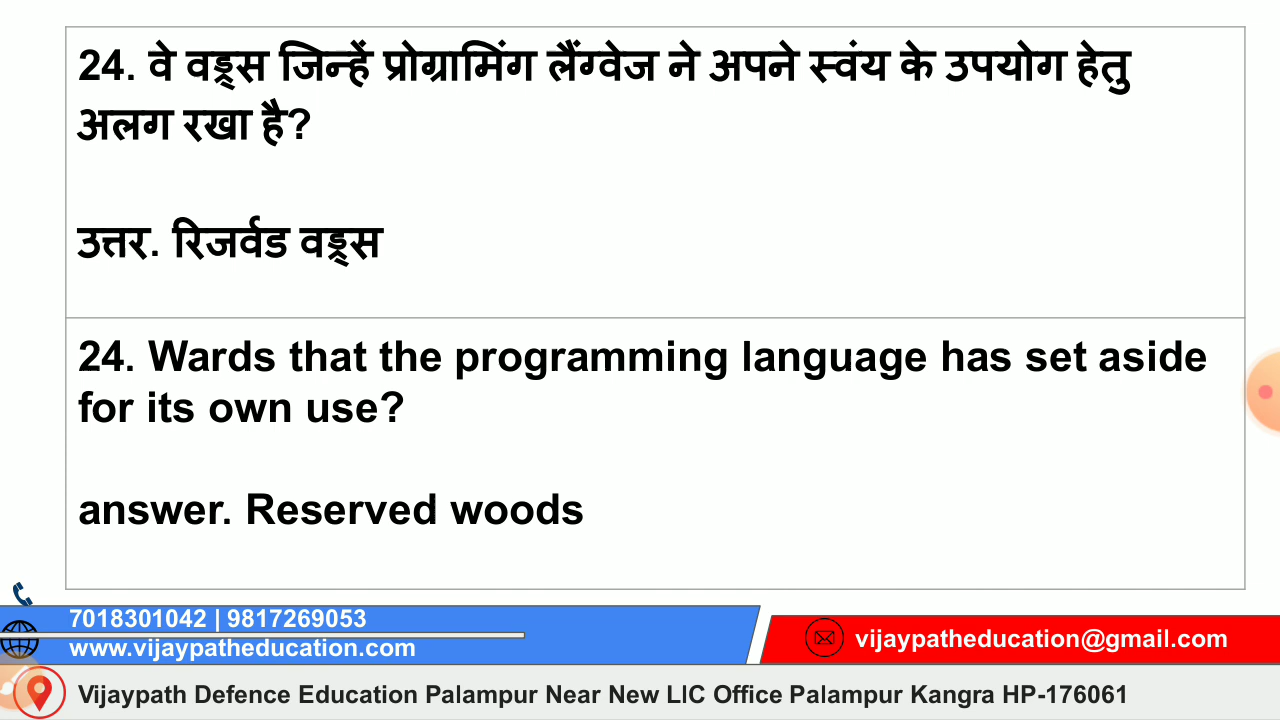 24. वे वड्र्स जिन्हें प्रोग्रामिंग लैंग्वेज ने अपने स्वंय के उपयोग हेतु
अलग रखा है?
उत्तर. रिजर्वड वड्र्स
24. Wards that the programming language has set aside
for its own use?
answer. Reserved woods
7018301042 | 9817269053
www.vijaypatheducation.com
vijaypatheducation@gmail.com
Vijaypath Defence Education Palampur Near New LIC Office Palampur Kangra HP-176061